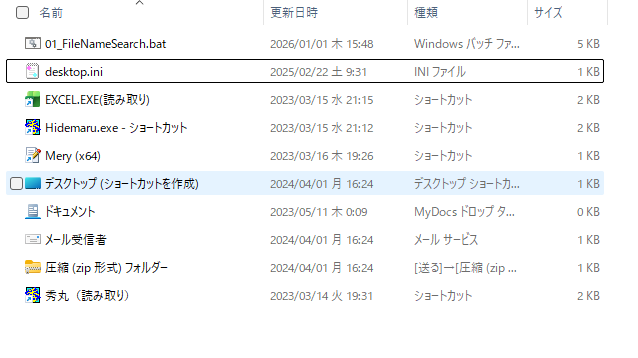 名前 更新日時 種類 サイズ
01_FileNameSearch.bat 2026/01/01 木 15:48 Windows バッチ ファ... 5 KB
desktop.ini 2025/02/22 土 9:31 INI ファイル 1 KB
EXCEL.EXE(読み取り) 2023/03/15 水 21:15 ショートカット 2 KB
Hidemaru.exe - ショートカット 2023/03/15 水 21:12 ショートカット 2 KB
Mery (x64) 2023/03/16 木 19:26 ショートカット 1 KB
デスクトップ (ショートカットを作成) 2024/04/01 月 16:24 デスクトップ ショートカ... 1 KB
ドキュメント 2023/05/11 木 0:09 MyDocs ドロップ タ... 0 KB
メール受信者 2024/04/01 月 16:24 メール サービス 1 KB
圧縮 (zip 形式) フォルダー 2024/04/01 月 16:24 [送る]→[圧縮 (zip ... 1 KB
秀丸（読み取り） 2023/03/14 火 19:31 ショートカット 2 KB